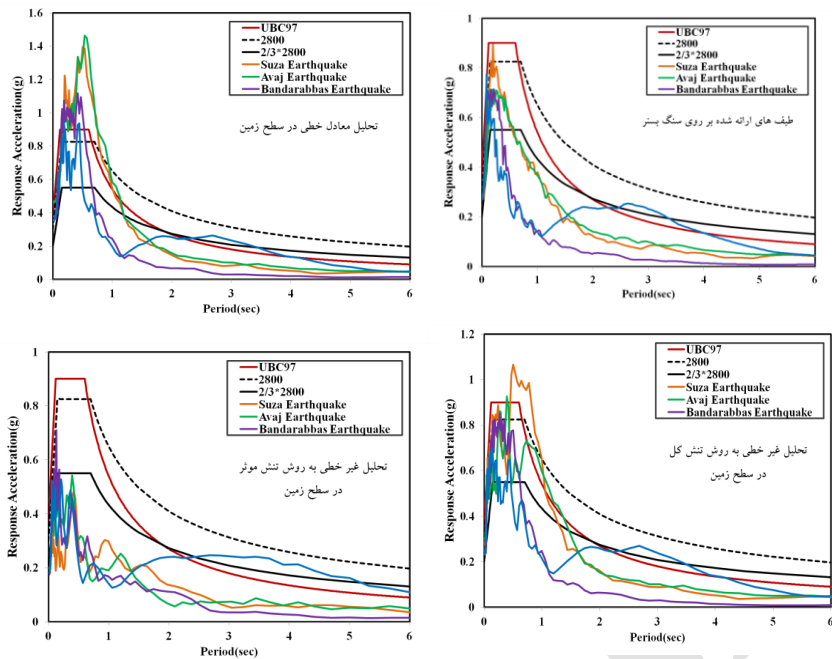 1.6
1.4
1.2
1
0.8
0.6
0.4
0.2
0
Response Acceleration(g)
UBC97
2800
2/3*2800
Suza Earthquake
Avaj Earthquake
Bandarabbas Earthquake
تحلیل معادل خطی در سطح زمین
0 1 2 3 4 5 6
Period(sec)
1
0.8
0.6
0.4
0.2
0
Response Acceleration(g)
UBC97
2800
2/3*2800
Suza Earthquake
Avaj Earthquake
Bandarabbas Earthquake
طیف های ارائه شده بر روی سنگ بستر
0 1 2 3 4 5 6
Period(sec)
1
0.8
0.6
0.4
0.2
0
Response Acceleration(g)
UBC97
2800
2/3*2800
Suza Earthquake
Avaj Earthquake
Bandarabbas Earthquake
تحلیل غیر خطی به روش تنش موثر
در سطح زمین
0 1 2 3 4 5 6
Period(sec)
1.2
1
0.8
0.6
0.4
0.2
0
Response Acceleration(g)
UBC97
2800
2/3*2800
Suza Earthquake
Avaj Earthquake
Bandarabbas Earthquake
تحلیل غیر خطی به روش تنش کل
در سطح زمین
0 1 2 3 4 5 6
Period(sec)